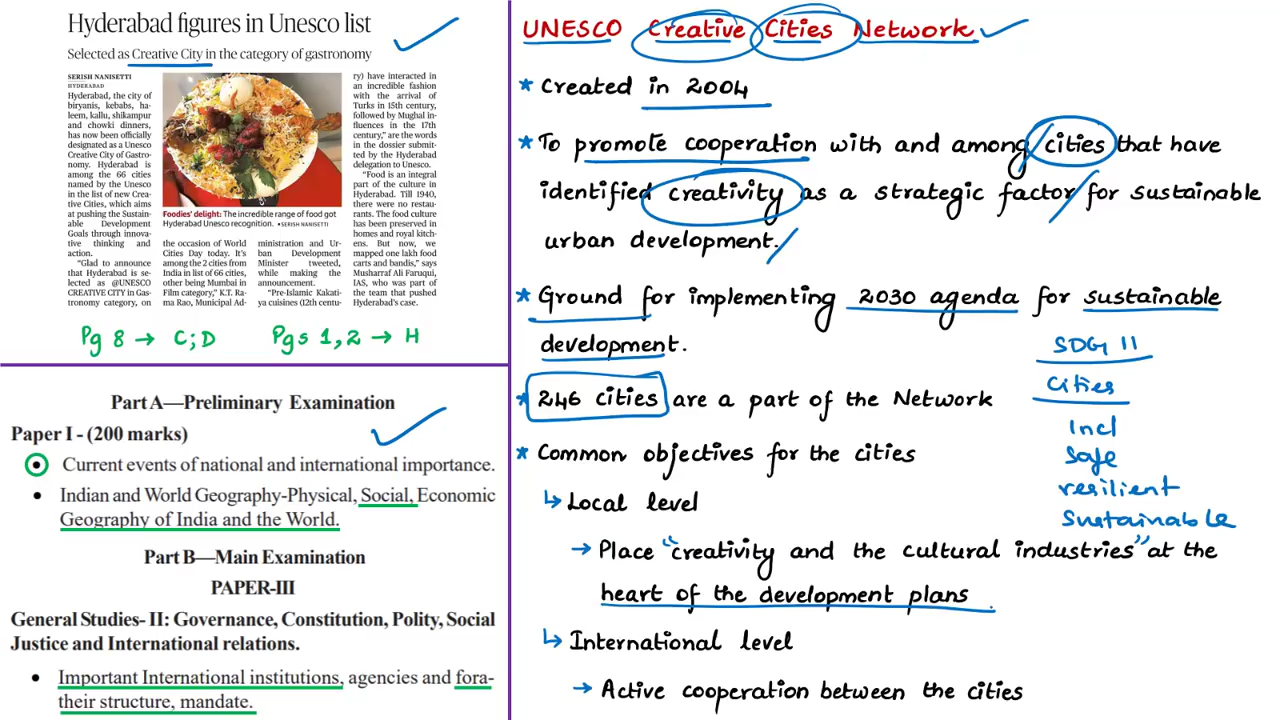 Hyderabad figures in Unesco list
Selected as Creative City in the category of gastronomy
SERISH NANISETTI
HYDERABAD
Hyderabad, the city of
biryanis, kebabs, ha-
leem, kallu, shikampur
and chowki dinners,
has now been officially
designated as a Unesco
Creative City of Gastro-
nomy. Hyderabad is
among the 66 cities
named by the Unesco
in the list of new Crea-
tive Cities, which aims
at pushing the Sustain-
able Development
Goals through innova-
tive thinking and
action.
"Glad to announce
that Hyderabad is se-
lected as @UNESCO
CREATIVE CITY in Gas-
tronomy category, on
Foodies' delight: The incredible range of food got
Hyderabad Unesco recognition. •SERISH NANISETTI
the occasion of World
Cities Day today. It's
among the 2 cities from
India in list of 66 cities,
other being Mumbai in
Film category," K.T. Ra-
ma Rao, Municipal Ad-
ministration and Ur-
ban Development
Minister tweeted,
while making the
announcement.
"Pre-Islamic Kakati-
ya cuisines (12th centu
ry) have interacted in
an incredible fashion
with the arrival of
Turks in 15th century,
followed by Mughal in-
fluences in the 17th
century," are the words
in the dossier submit-
ted by the Hyderabad
delegation to Unesco.
"Food is an integral
part of the culture in
Hyderabad. Till 1940,
there were no restau-
rants. The food culture
has been preserved in
homes and royal kitch-
ens. But now, we
mapped one lakh food
carts and bandis," says
Musharraf Ali Faruqui,
IAS, who was part of
the team that pushed
Hyderabad's case.
Pg 8 → C; D Pgs 1, 2 → H
Part A—Preliminary Examination
Paper I - (200 marks)
• Current events of national and international importance.
• Indian and World Geography-Physical, Social, Economic
Geography of India and the World.
Part B—Main Examination
PAPER-III
General Studies- II: Governance, Constitution, Polity, Social
Justice and International relations.
• Important International institutions, agencies and fora-
their structure, mandate.
UNESCO Creative Cities Network
* Created in 2004
* To promote cooperation with and among cities that have
identified creativity as a strategic factor for sustainable
urban development.
* Ground for implementing 2030 agenda for sustainable
development.
SDG 11
Cities
Incl
Safe
resilient
Sustainable
* 246 cities are a part of the Network
* Common objectives for the cities
↳ Local level
→ Place "creativity and the cultural industries" at the
heart of the development plans.
↳ International level
→ Active cooperation between the cities